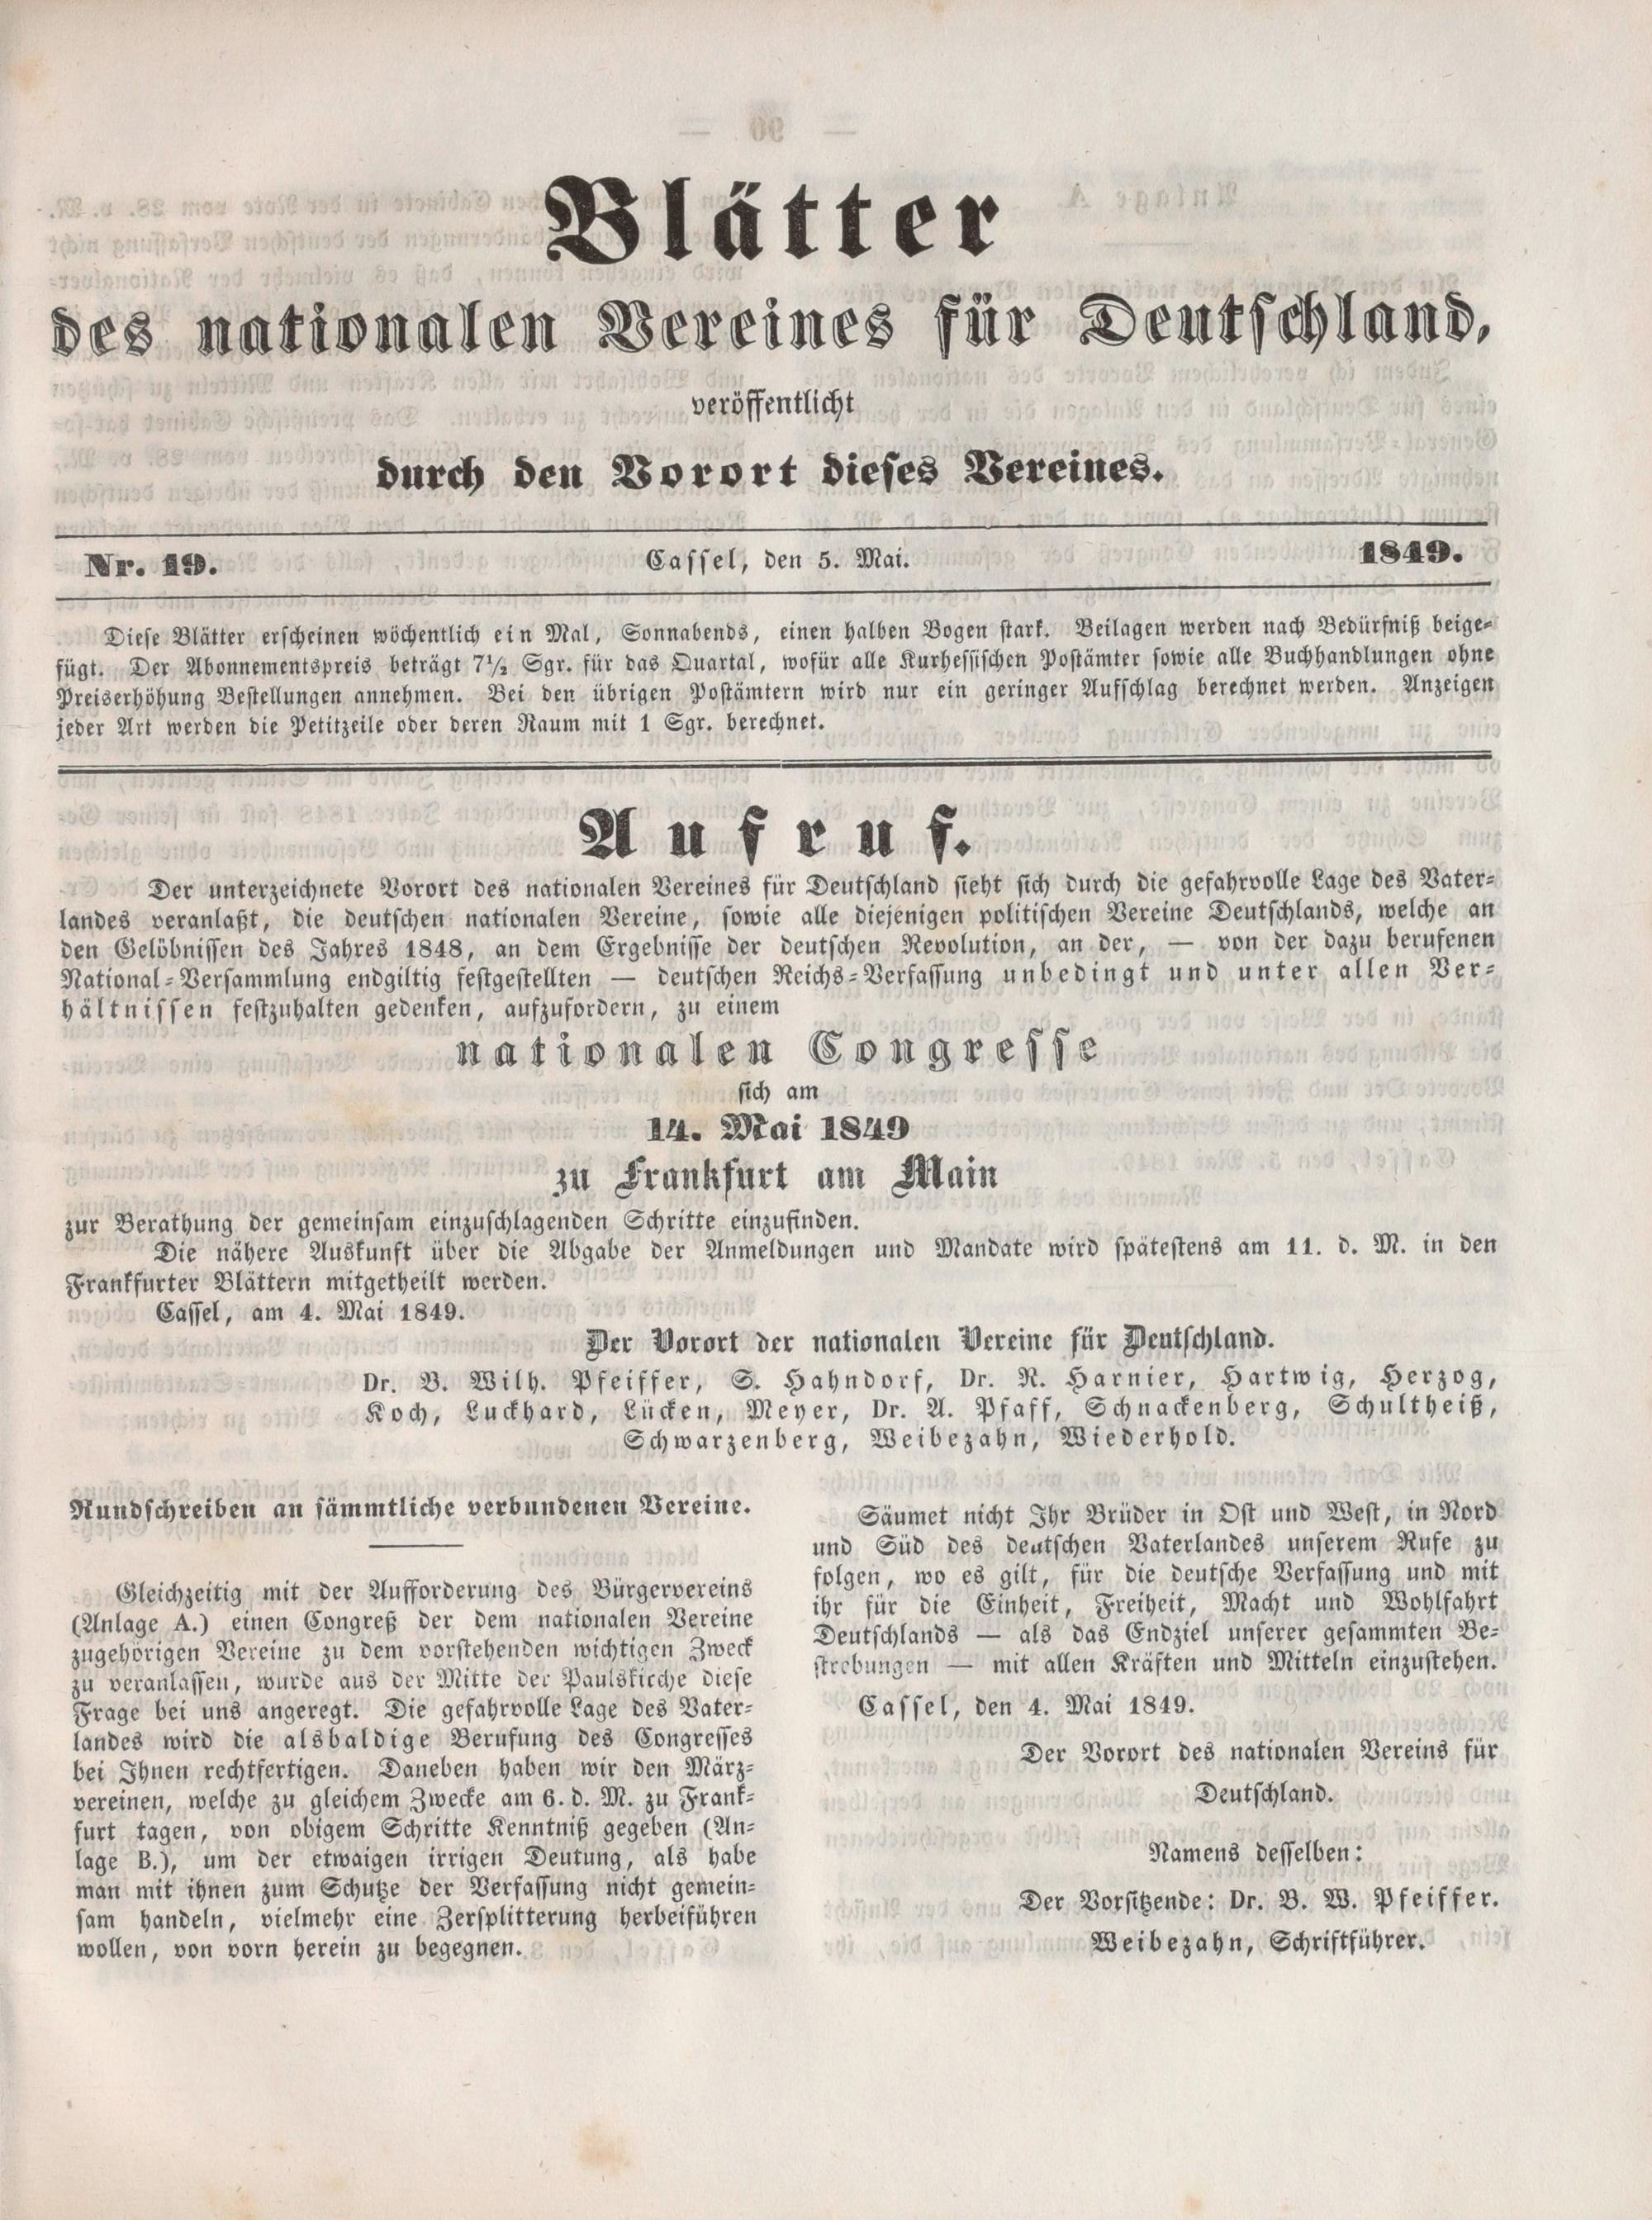 Blätter
des nationalen Vereines für Deutschland,
veröffentlicht
durch den Vorort dieses Vereines.
Nr. 19. Cassel, den 5. Mai. 1849.
Diese Blätter erscheinen wöchentlich ein Mal, Sonnabends, einen halben Bogen stark. Beilagen werden nach Bedürfniß beige-
fügt. Der Abonnementspreis beträgt 7½ Sgr. für das Quartal, wofür alle Kurhessischen Postämter sowie alle Buchhandlungen ohne
Preiserhöhung Bestellungen annehmen. Bei den übrigen Postämtern wird nur ein geringer Aufschlag berechnet werden. Anzeigen
jeder Art werden die Petitzeile oder deren Raum mit 1 Sgr. berechnet.
Aufruf.
Der unterzeichnete Vorort des nationalen Vereines für Deutschland sieht sich durch die gefahrvolle Lage des Vater-
landes veranlaßt, die deutschen nationalen Vereine, sowie alle diejenigen politischen Vereine Deutschlands, welche an
den Gelöbnissen des Jahres 1848, an dem Ergebnisse der deutschen Revolution, an der, — von der dazu berufenen
National-Versammlung endgiltig festgestellten — deutschen Reichs-Verfassung unbedingt und unter allen Ver-
hältnissen festzuhalten gedenken, aufzufordern, zu einem
nationalen Congresse
sich am
14. Mai 1849
zu Frankfurt am Main
zur Berathung der gemeinsam einzuschlagenden Schritte einzufinden.
Die nähere Auskunft über die Abgabe der Anmeldungen und Mandate wird spätestens am 11. d. M. in den
Frankfurter Blättern mitgetheilt werden.
Cassel, am 4. Mai 1849.
Der Vorort der nationalen Vereine für Deutschland.
Dr. B. Wilh. Pfeiffer, S. Hahndorf, Dr. R. Harnier, Hartwig, Herzog,
Koch, Luckhard, Lücken, Meyer, Dr. A. Pfaff, Schnackenberg, Schultheiß,
Schwarzenberg, Weibezahn, Wiederhold.
Rundschreiben an sämmtliche verbundenen Vereine.
Gleichzeitig mit der Aufforderung des Bürgervereins
(Anlage A.) einen Congreß der dem nationalen Vereine
zugehörigen Vereine zu dem vorstehenden wichtigen Zweck
zu veranlassen, wurde aus der Mitte der Paulskirche diese
Frage bei uns angeregt. Die gefahrvolle Lage des Vater-
landes wird die alsbaldige Berufung des Congresses
bei Ihnen rechtfertigen. Daneben haben wir den März-
vereinen, welche zu gleichem Zwecke am 6. d. M. zu Frank-
furt tagen, von obigem Schritte Kenntniß gegeben (An-
lage B.), um der etwaigen irrigen Deutung, als habe
man mit ihnen zum Schutze der Verfassung nicht gemein-
sam handeln, vielmehr eine Zersplitterung herbeiführen
wollen, von vorn herein zu begegnen.
Säumet nicht Ihr Brüder in Ost und West, in Nord
und Süd des deutschen Vaterlandes unserem Rufe zu
folgen, wo es gilt, für die deutsche Verfassung und mit
ihr für die Einheit, Freiheit, Macht und Wohlfahrt
Deutschlands — als das Endziel unserer gesammten Be-
strebungen — mit allen Kräften und Mitteln einzustehen.
Cassel, den 4. Mai 1849.
Der Vorort des nationalen Vereins für
Deutschland.
Namens desselben:
Der Vorsitzende: Dr. B. W. Pfeiffer.
Weibezahn, Schriftführer.